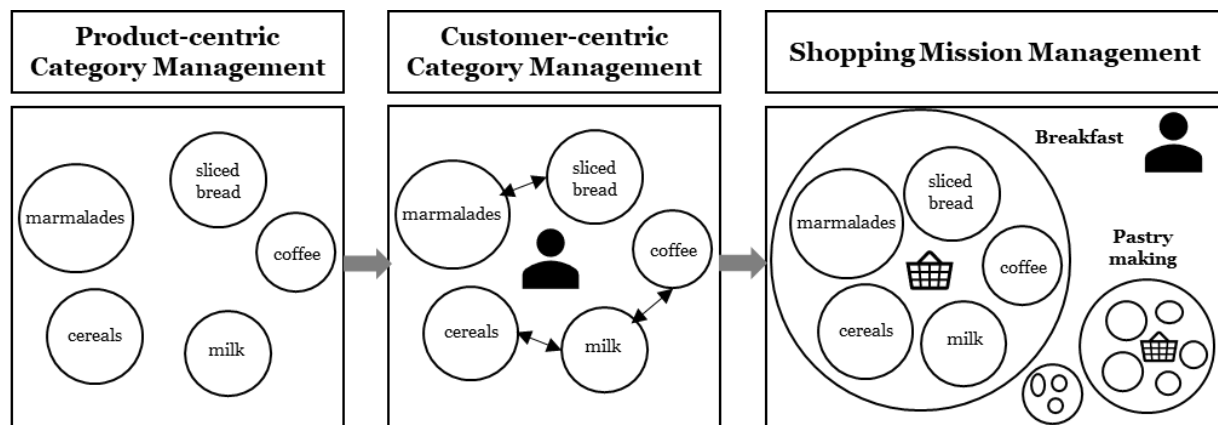 Product-centric
Category Management
Customer-centric
Category Management
Shopping Mission Management
sliced
bread
marmalades
coffee
cereals
milk
sliced
bread
marmalades
coffee
cereals
milk
Breakfast
sliced
bread
marmalades
coffee
cereals
milk
Pastry
making